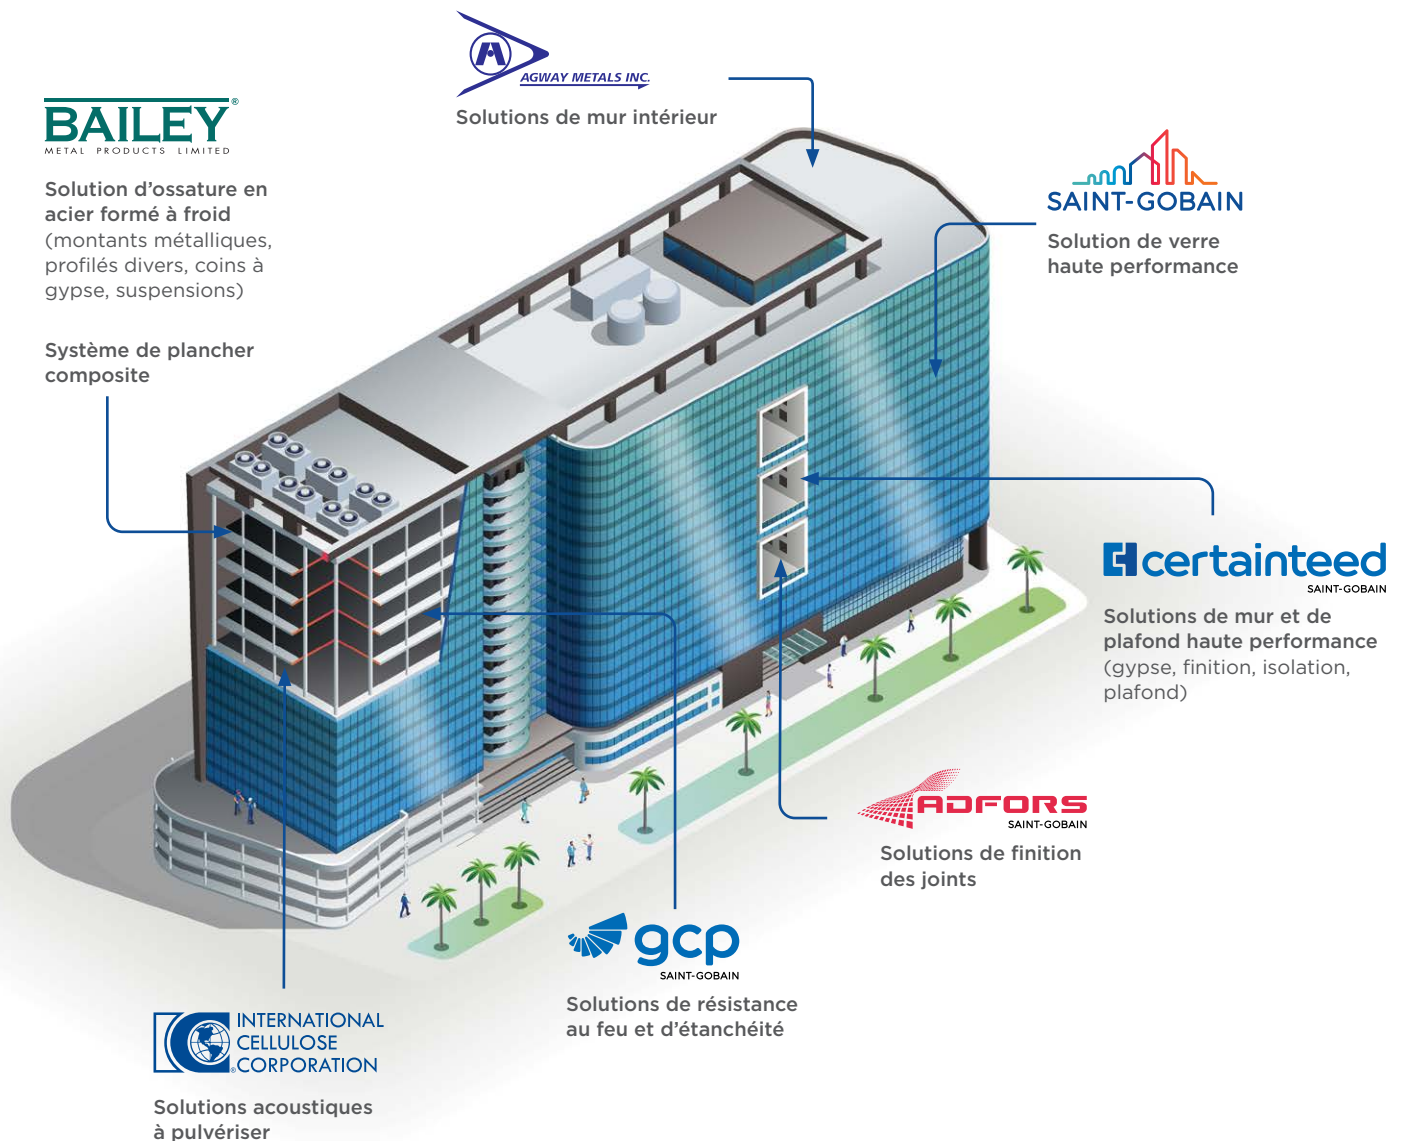 AGWAY METALS INC.
Solutions de mur intérieur
BAILEY®
METAL PRODUCTS LIMITED
Solution d’ossature en
acier formé à froid
(montants métalliques,
profilés divers, coins à
gypse, suspensions)
Système de plancher
composite
SAINT-GOBAIN
Solution de verre
haute performance
certainteed
SAINT-GOBAIN
Solutions de mur et de
plafond haute performance
(gypse, finition, isolation,
plafond)
ADFORS
SAINT-GOBAIN
Solutions de finition
des joints
gcp
SAINT-GOBAIN
Solutions de résistance
au feu et d’étanchéité
INTERNATIONAL
CELLULOSE
®CORPORATION
Solutions acoustiques
à pulvériser